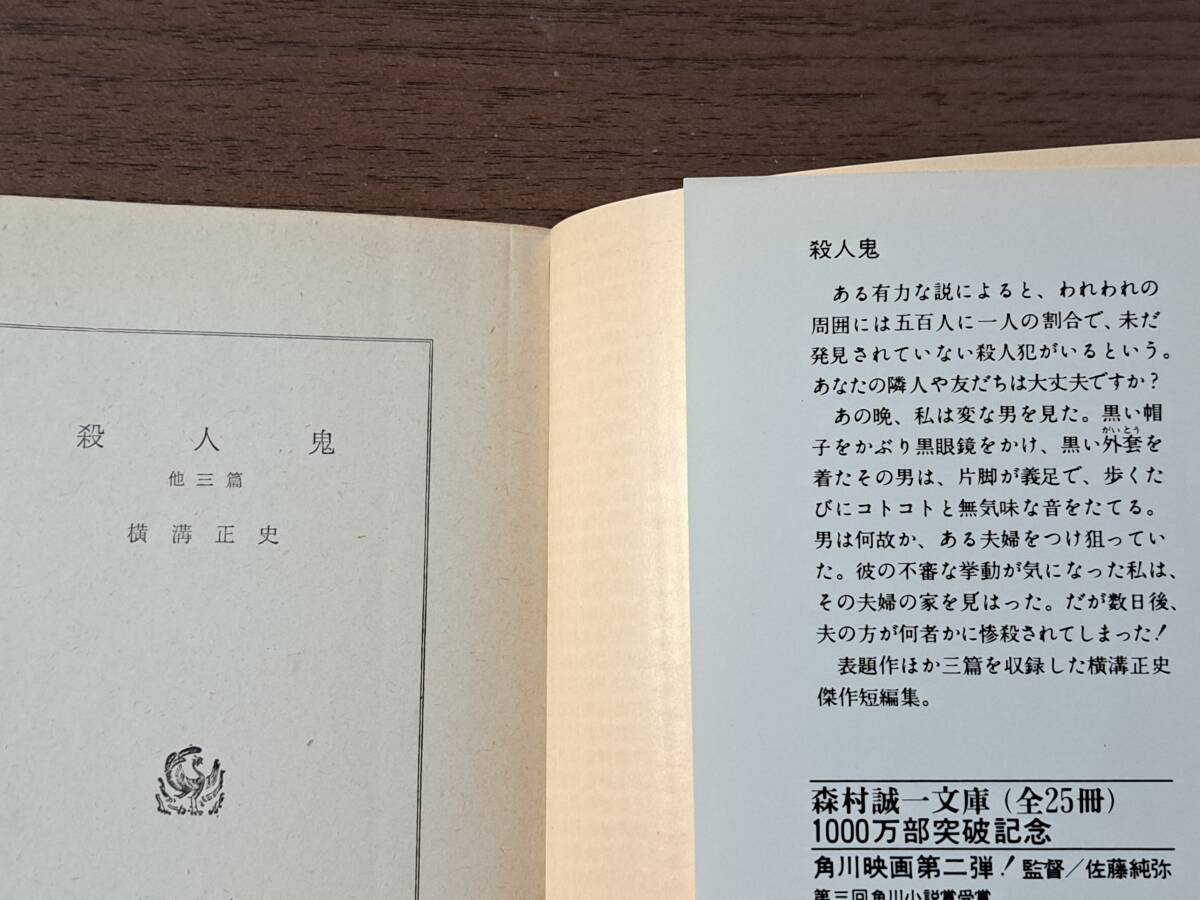 殺人鬼
他三篇
横溝正史
殺人鬼
ある有力な説によると、われわれの
周囲には五百人に一人の割合で、未だ
発見されていない殺人犯がいるという。
あなたの隣人や友だちは大丈夫ですか?
あの晩、私は変な男を見た。黒い帽
子をかぶり黒眼鏡をかけ、黒い外套を
がいとう
着たその男は、片脚が義足で、歩くた
びにコトコトと無気味な音をたてる。
男は何故か、ある夫婦をつけ狙ってい
た。彼の不審な挙動が気になった私は、
その夫婦の家を見はった。だが数日後、
夫の方が何者かに惨殺されてしまった!
表題作ほか三篇を収録した横溝正史
傑作短編集。
森村誠一文庫(全25冊)
1000万部突破記念
角川映画第二弾! 監督/佐藤純弥
第三回角川小説賞受賞